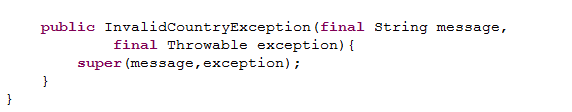 public InvalidCountryException(final String message,
final Throwable exception){
super(message,exception);
}
}